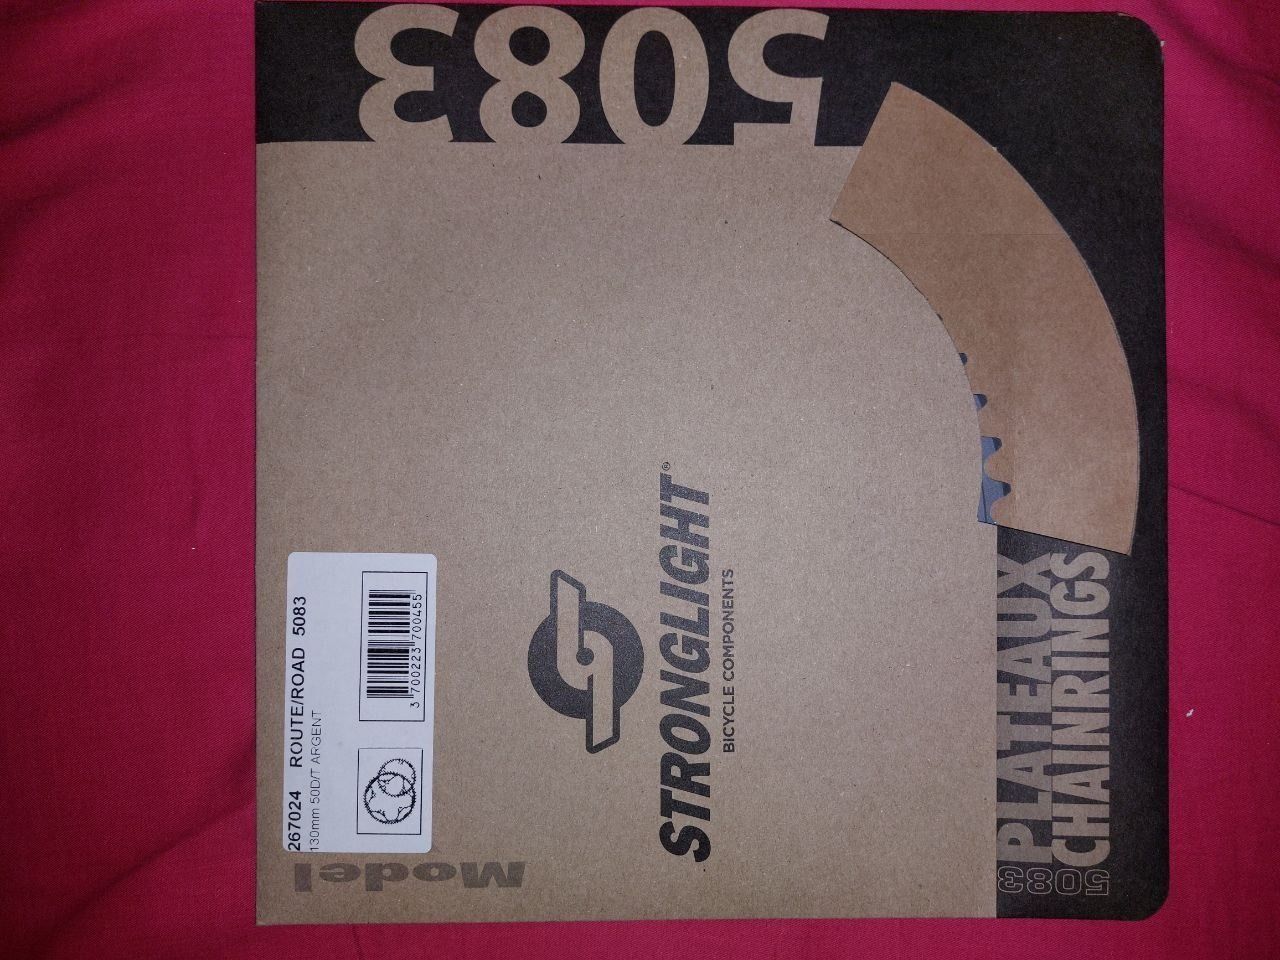 5083
267024 ROUTE/ROAD 5083
130mm 50D/T ARGENT
3 700223 700455
Model
STRONGLIGHT®
BICYCLE COMPONENTS
PLATEAUX
CHAINRINGS
5083